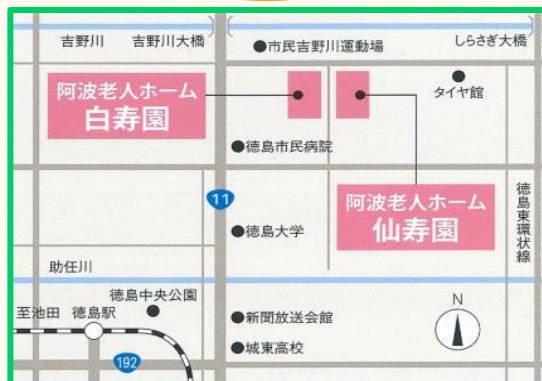 吉野川 吉野川大橋
●市民吉野川運動場
しらさぎ大橋
阿波老人ホーム
白寿園
タイヤ館
●徳島市民病院
11
阿波老人ホーム
仙寿園
徳島東環状線
●徳島大学
助任川
徳島中央公園
至池田 徳島駅
●新聞放送会館
N
●城東高校
192